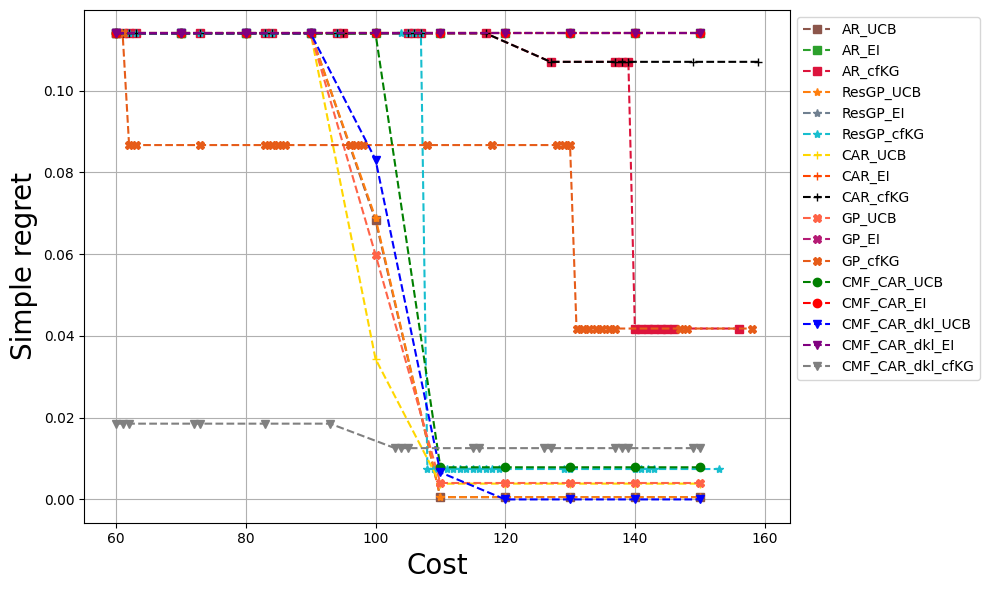 0.10
0.08
0.06
0.04
0.02
0.00
Simple regret
60
80
100
120
140
160
Cost
AR_UCB
AR_EI
AR_cfKG
ResGP_UCB
ResGP_EI
ResGP_cfKG
CAR_UCB
CAR_EI
CAR_cfKG
GP_UCB
GP_EI
GP_cfKG
CMF_CAR_UCB
CMF_CAR_EI
CMF_CAR_dkl_UCB
CMF_CAR_dkl_EI
CMF_CAR_dkl_cfKG